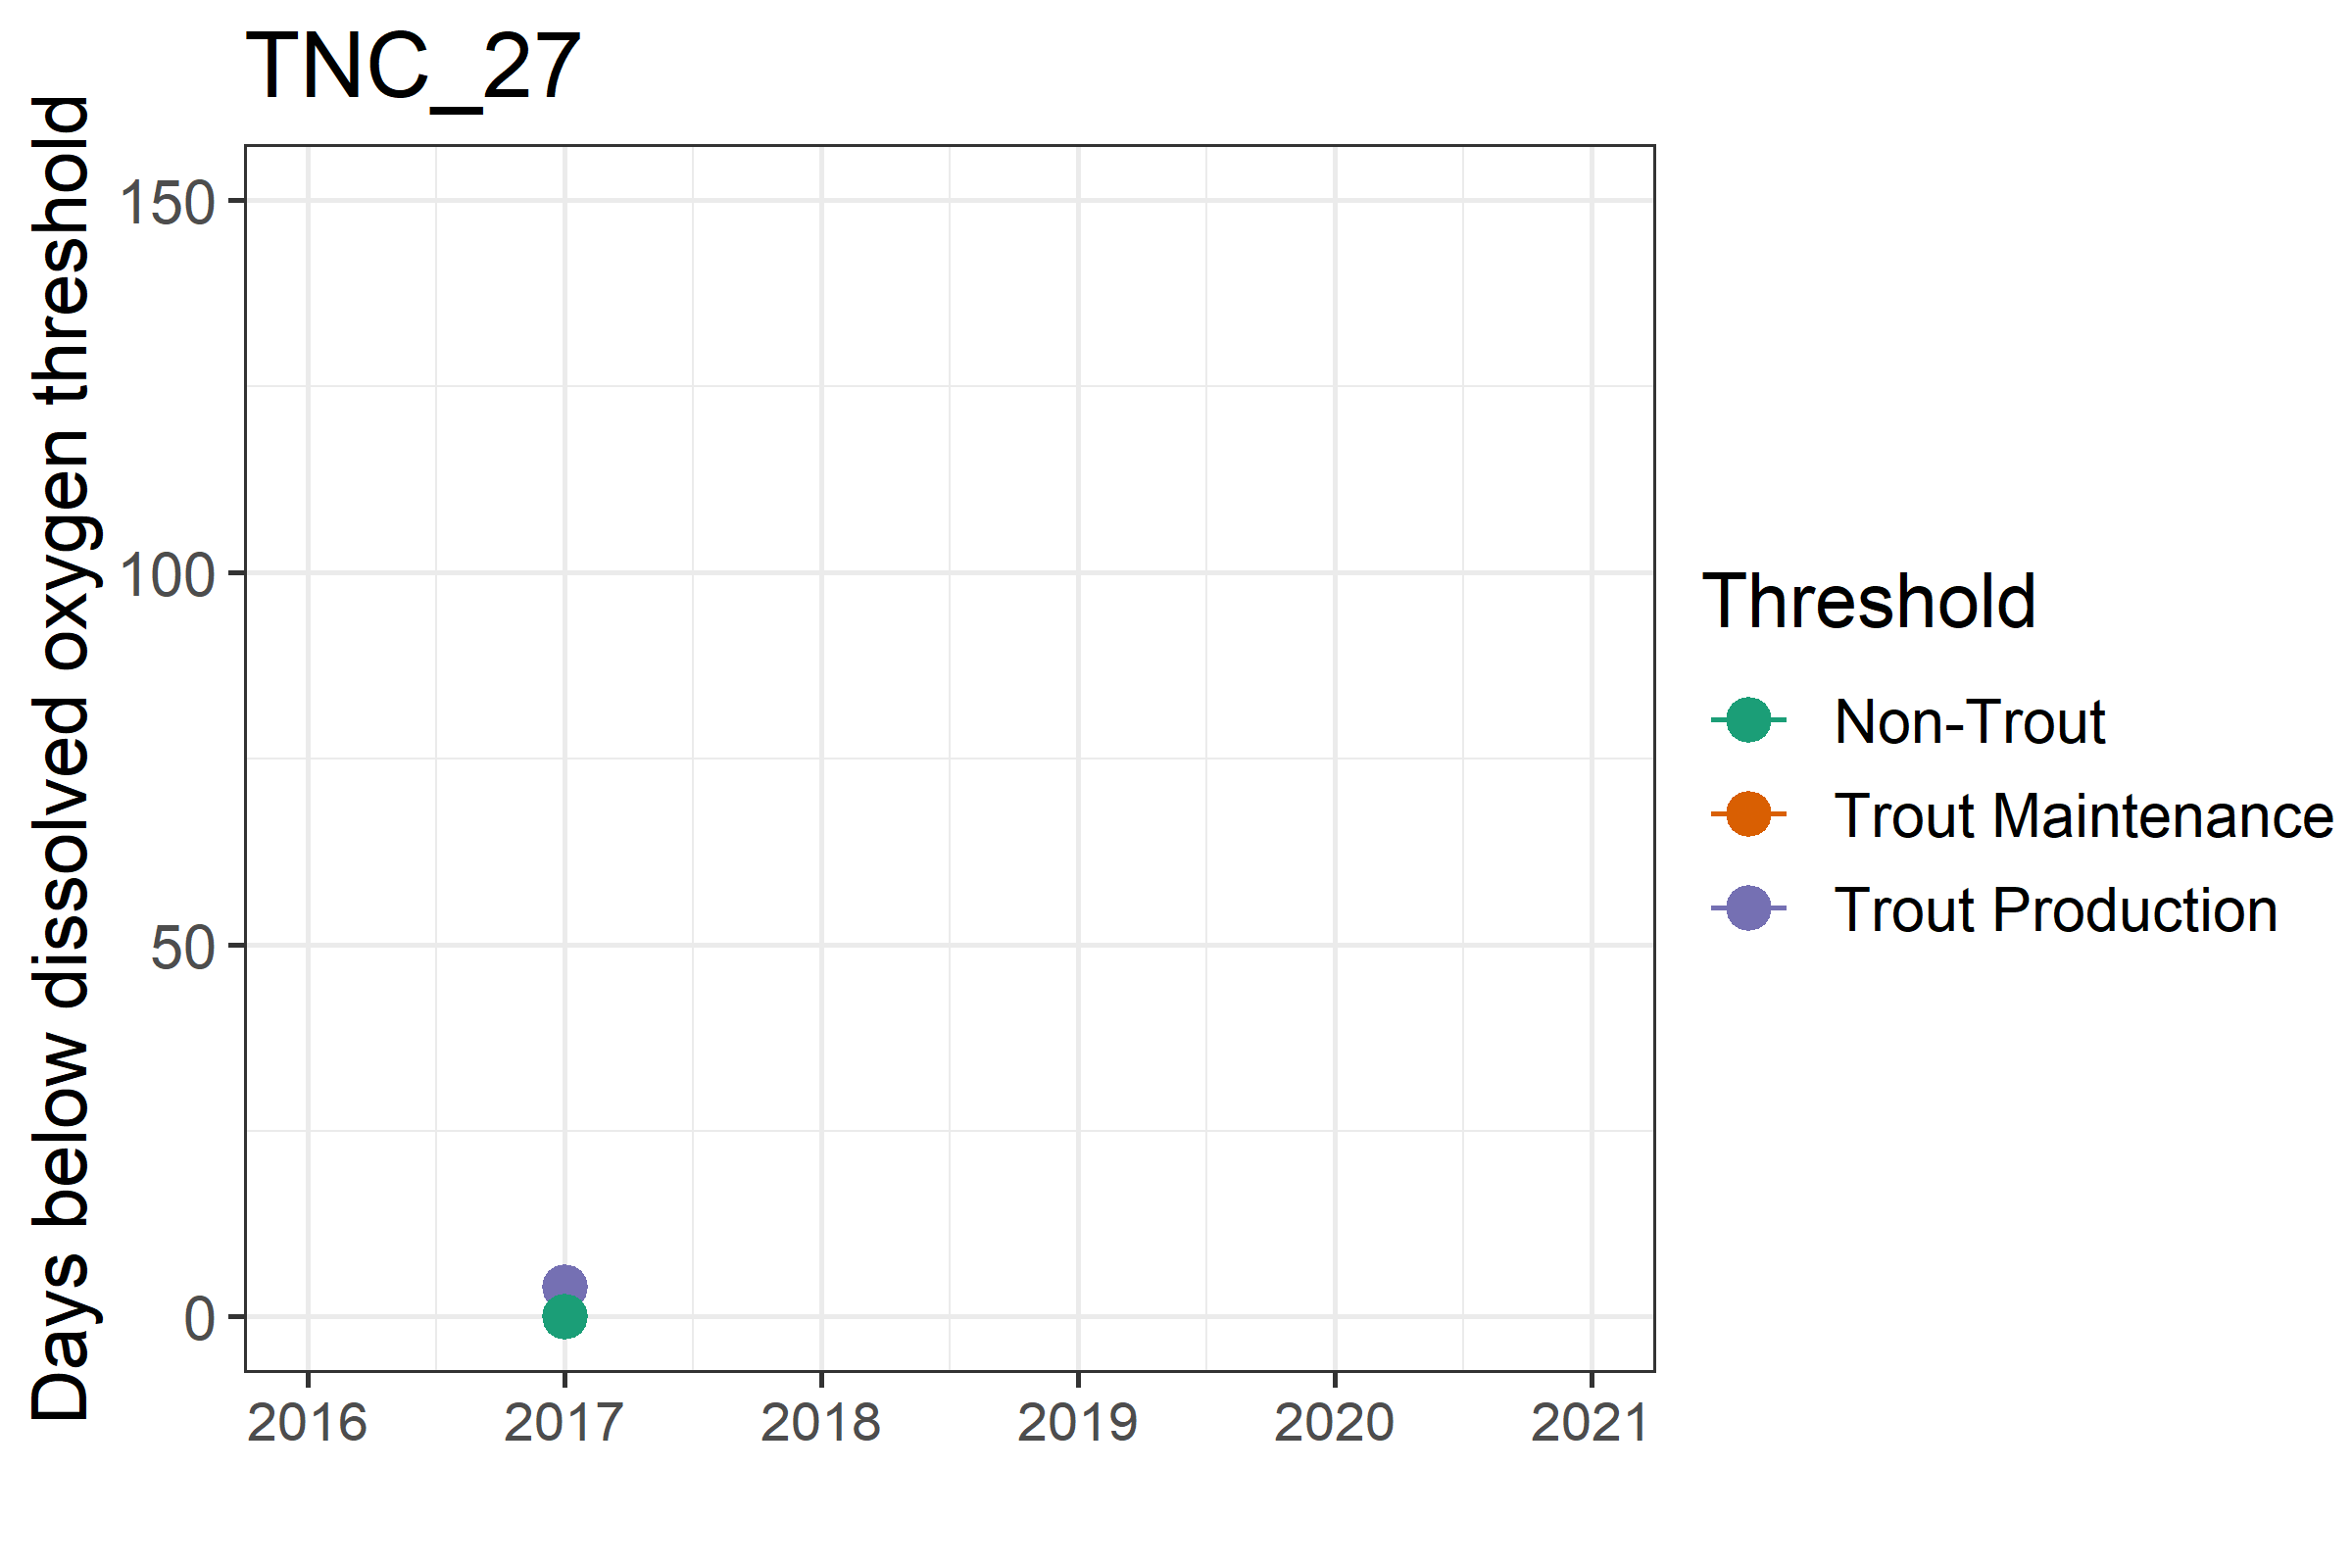 TNC_27
Days below dissolved oxygen threshold
150
100
50
0
2016 2017 2018 2019 2020 2021
Threshold
Non-Trout
Trout Maintenance
Trout Production